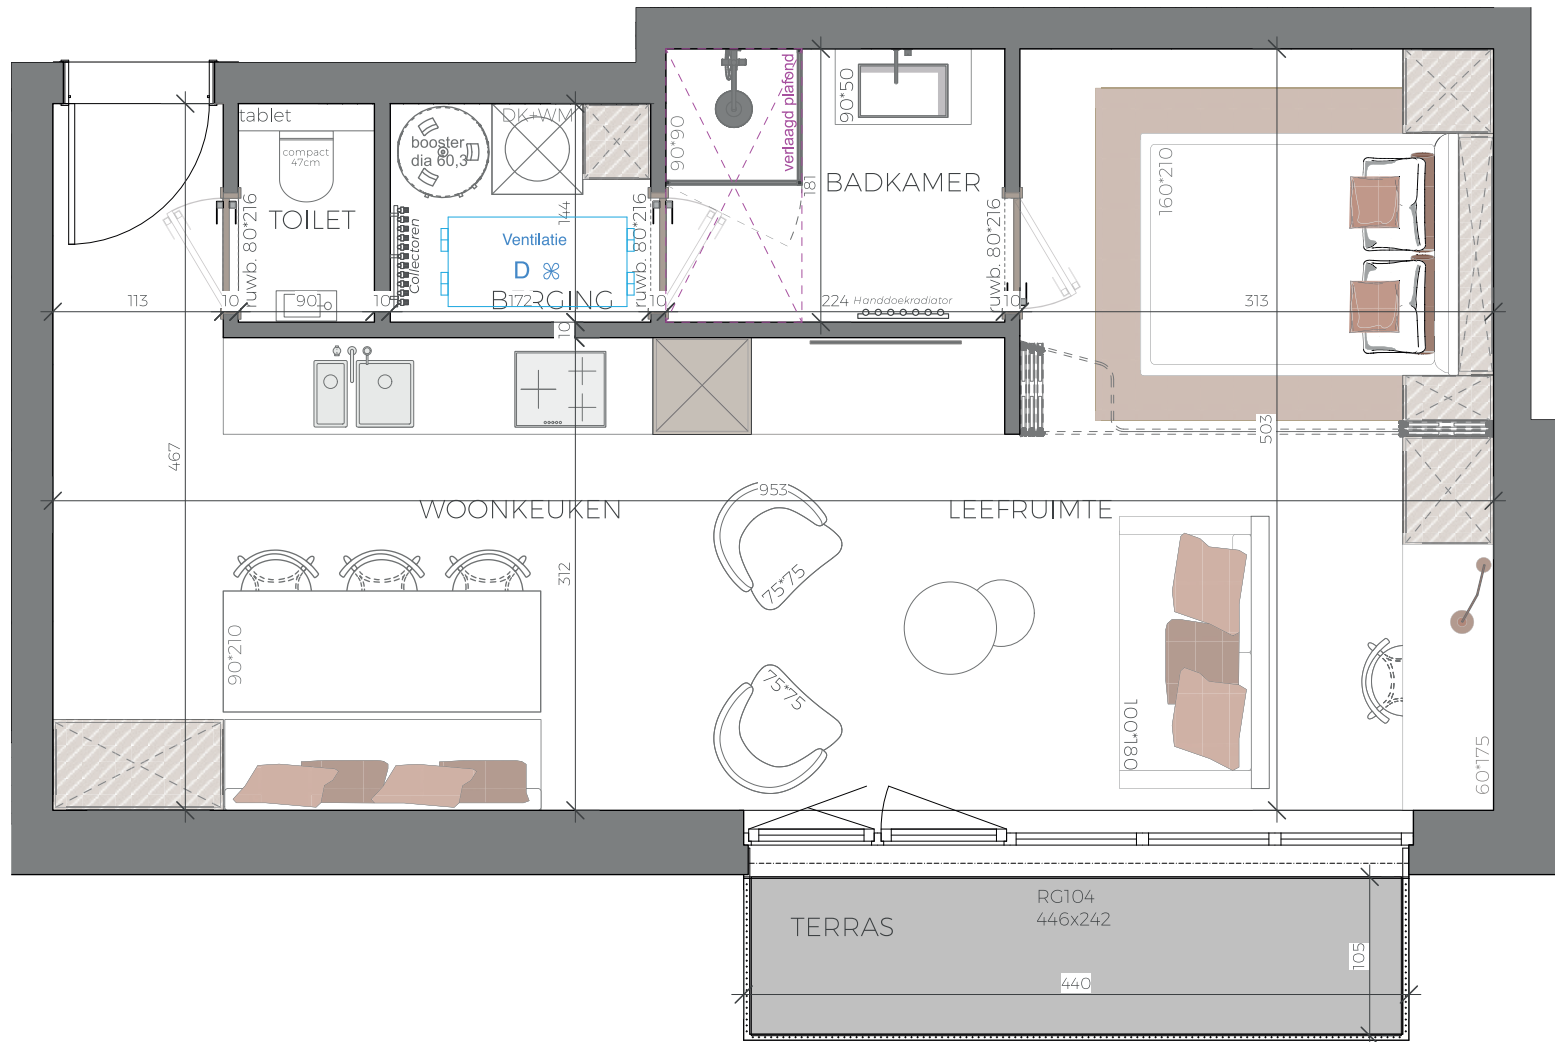 tablet
compact
47cm
TOILET
ruwb. 80*216
booster
dia 60,3
DK+WM
Collectoren
Ventilatie
D
BERGING
144
ruwb. 80*216
90*90
verlaagd plafond
181
90*50
BADKAMER
ruwb. 80*216
Handdoekradiator
160*210
113
10
90
10
172
10
224
10
313
10
467
503
953
WOONKEUKEN
LEEFRUIMTE
312
75*75
90*210
75*75
100*180
60*175
RG104
446x242
TERRAS
105
440